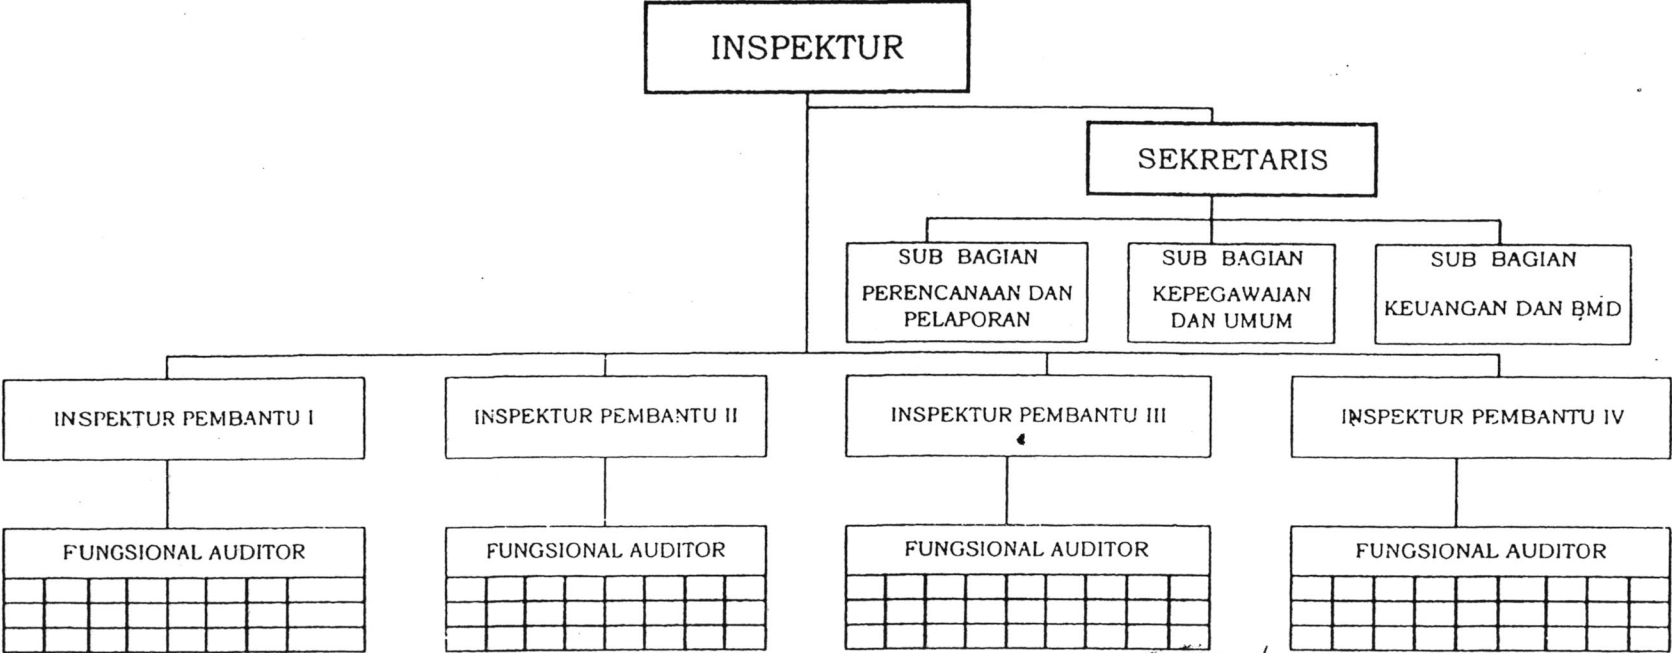 INSPEKTUR
SEKRETARIS
SUB BAGIAN
PERENCANAAN DAN
PELAPORAN
SUB BAGIAN
KEPEGAWAIAN
DAN UMUM
SUB BAGIAN
KEUANGAN DAN BMD
INSPEKTUR PEMBANTU I
INSPEKTUR PEMBANTU II
INSPEKTUR PEMBANTU III
INSPEKTUR PEMBANTU IV
FUNGSIONAL AUDITOR
FUNGSIONAL AUDITOR
FUNGSIONAL AUDITOR
FUNGSIONAL AUDITOR